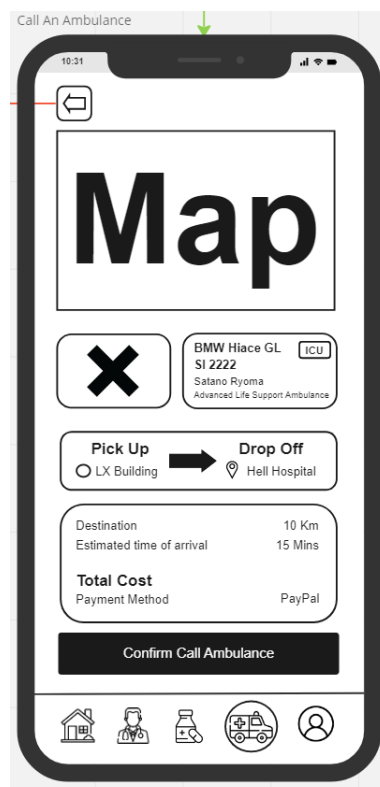 Call An Ambulance
10:31
Map
BMW Hiace GL
ICU
SI 2222
Satano Ryoma
Advanced Life Support Ambulance
Pick Up
Drop Off
LX Building
Hell Hospital
Destination 10 Km
Estimated time of arrival 15 Mins
Total Cost
Payment Method PayPal
Confirm Call Ambulance